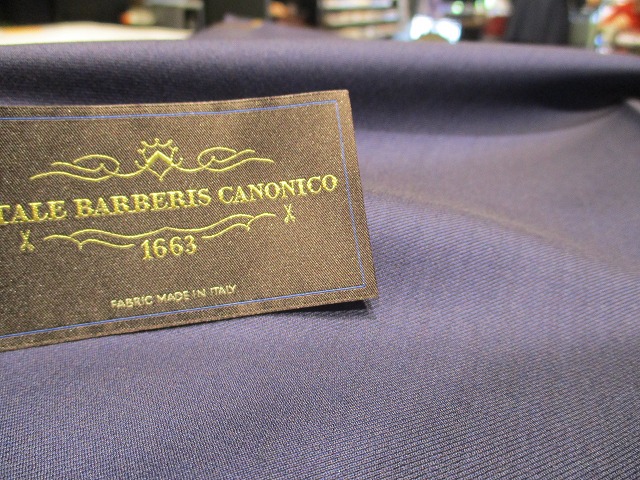 TALE BARBERIS CANONICO
1663
FABRIC MADE IN ITALY